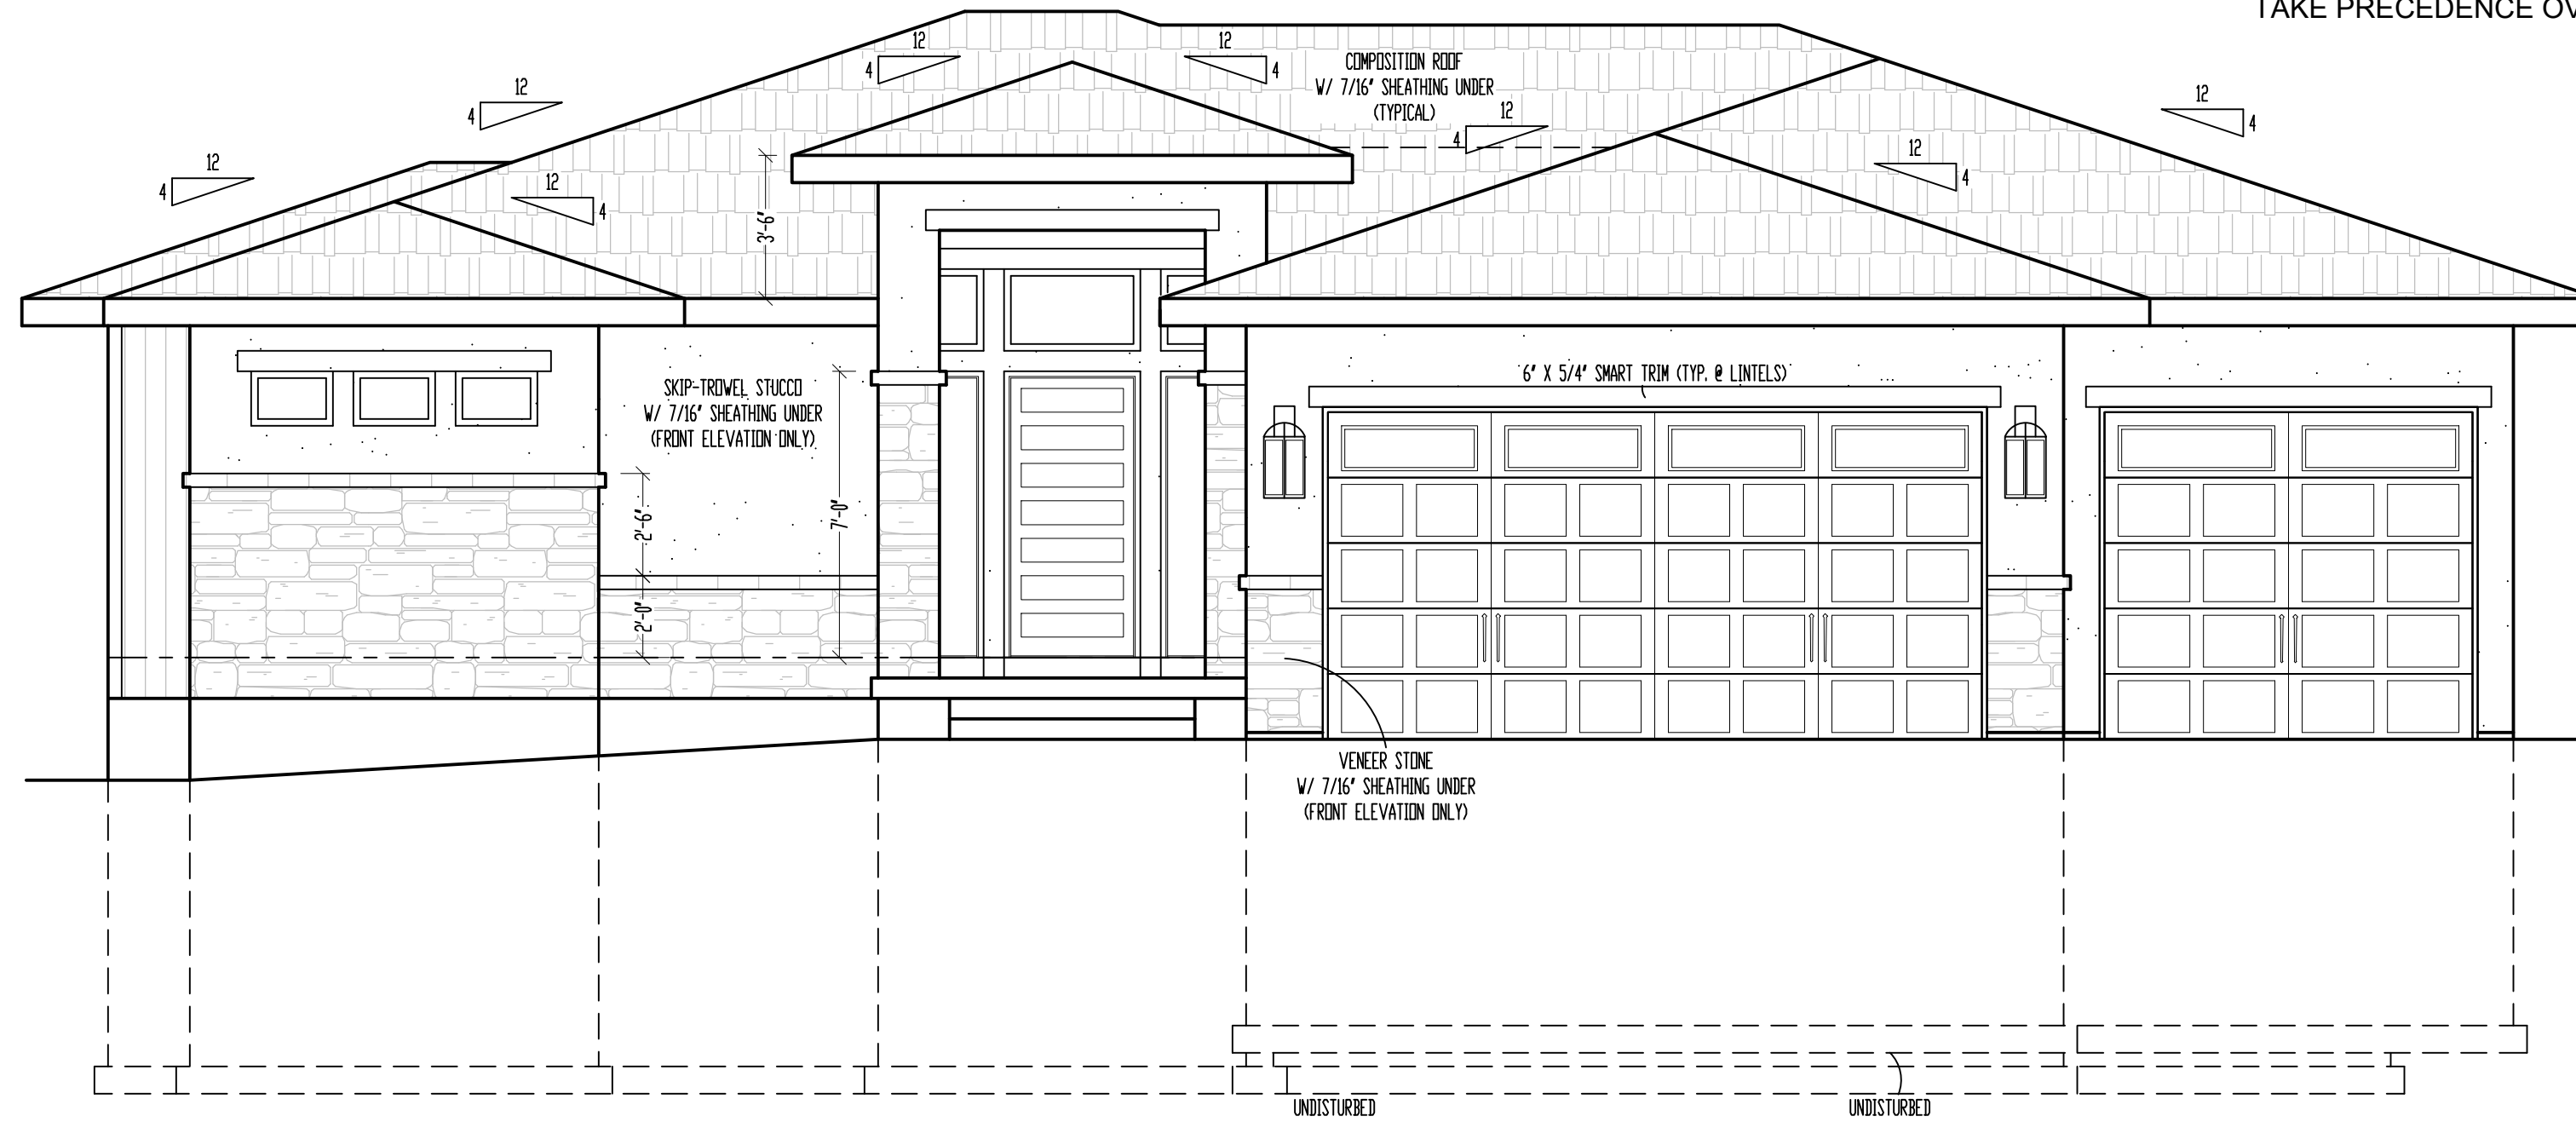 TAKE PRECEDENCE OV
12
4
12
4
12
4
12
4
12
4
COMPOSITION ROOF
W/ 7/16" SHEATHING UNDER
(TYPICAL)
12
4
12
4
12
4
12
4
3'-6"
SKIP-TROWEL STUCCO
W/ 7/16" SHEATHING UNDER
(FRONT ELEVATION ONLY)
6" X 5/4" SMART TRIM (TYP. @ LINTELS)
2'-6"
7'-0"
2'-0"
VENEER STONE
W/ 7/16" SHEATHING UNDER
(FRONT ELEVATION ONLY)
UNDISTURBED
UNDISTURBED